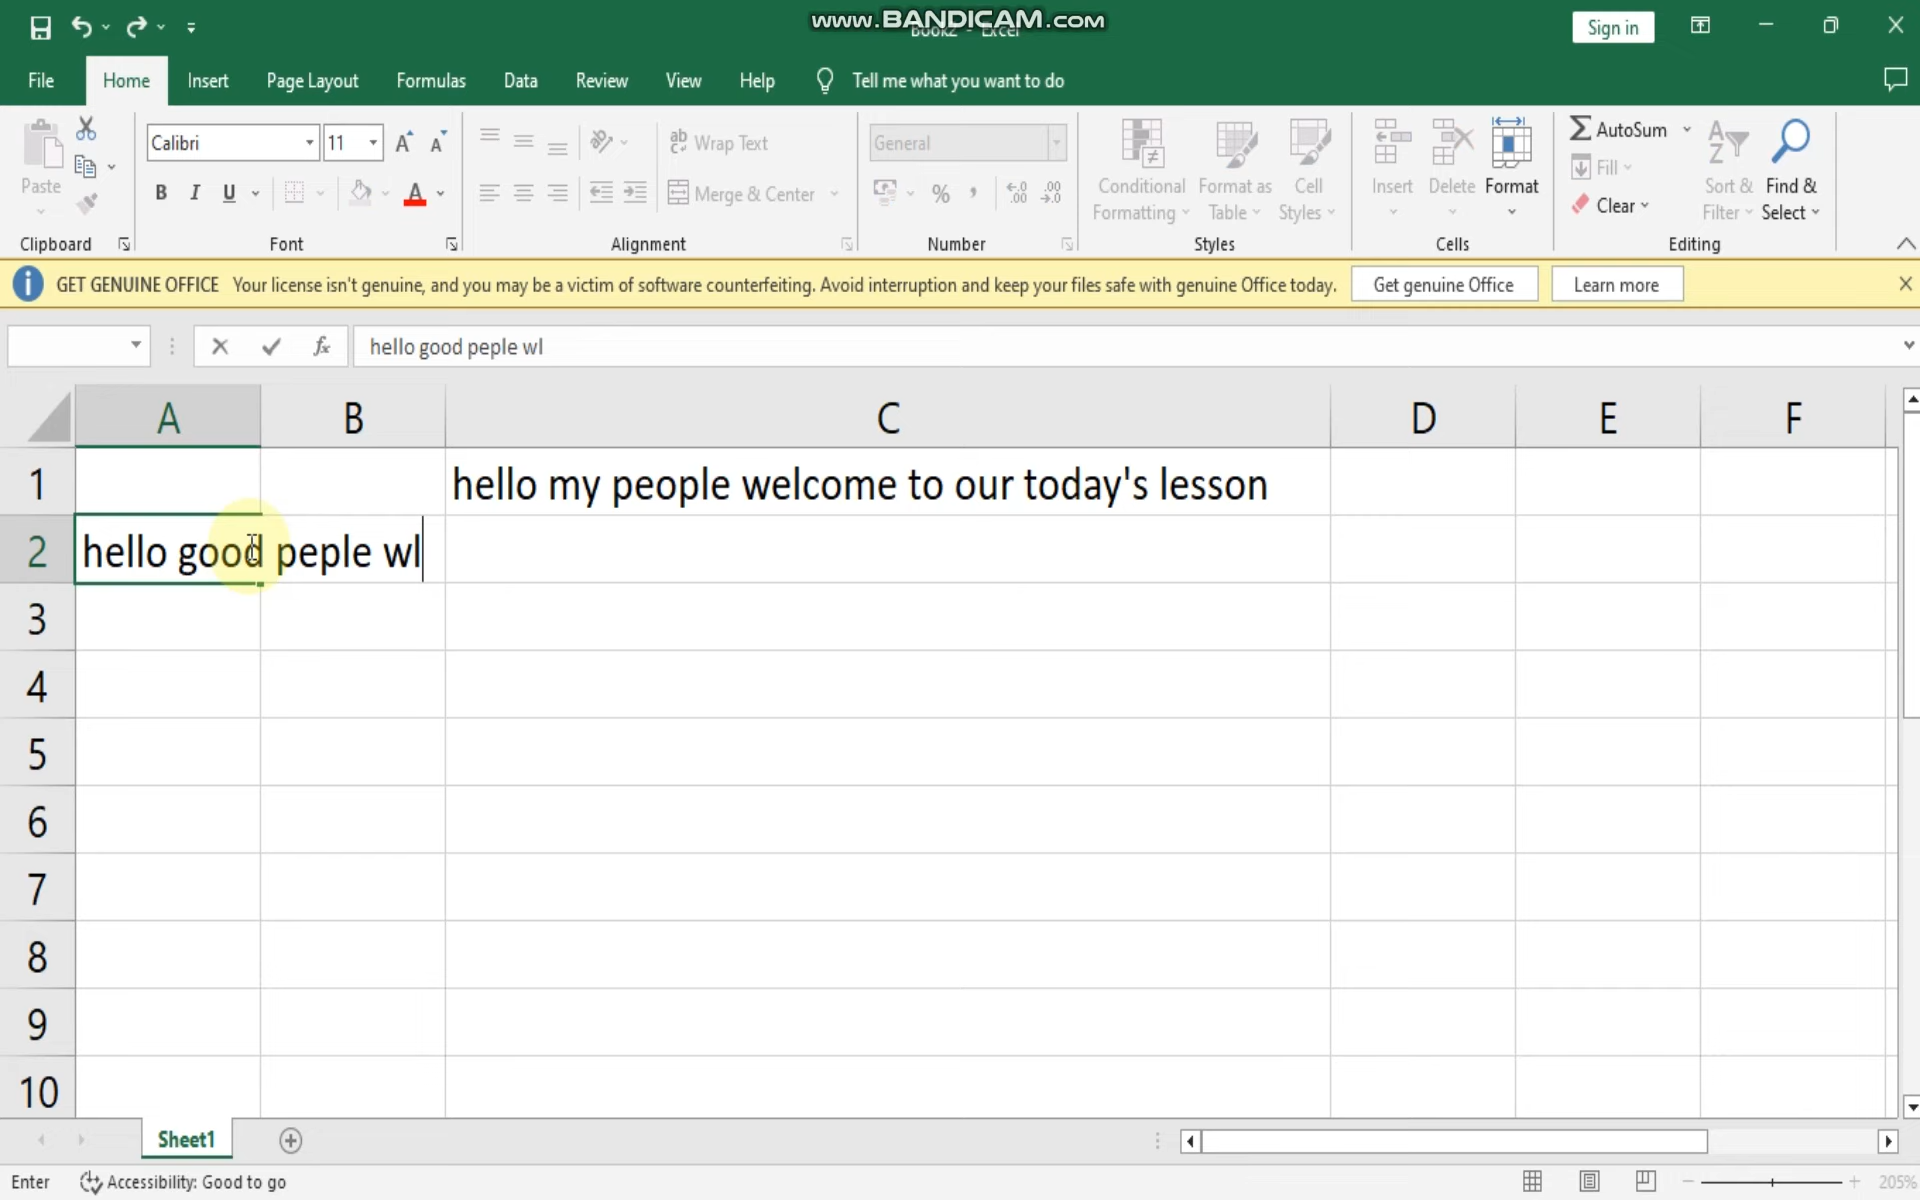 www.BANDICAM.com
Book2 - Excel
Sign in
File Home Insert Page Layout Formulas Data Review View Help Tell me what you want to do
Calibri 11 A A ab Wrap Text General AutoSum
Paste B I U A Merge & Center % , Conditional Formatting Format as Table Cell Styles Insert Delete Format Fill Clear Sort & Filter Find & Select
Clipboard Font Alignment Number Styles Cells Editing
GET GENUINE OFFICE Your license isn't genuine, and you may be a victim of software counterfeiting. Avoid interruption and keep your files safe with genuine Office today. Get genuine Office Learn more
fx hello good peple wl
A B C D E F
1 hello my people welcome to our today's lesson
2 hello good peple wl
3
4
5
6
7
8
9
10
Sheet1
Enter Accessibility: Good to go 205%